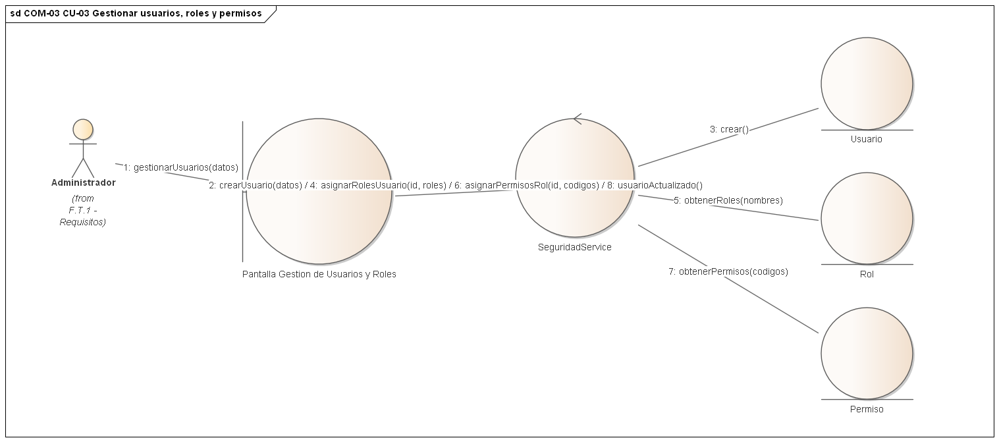 sd COM-03 CU-03 Gestionar usuarios, roles y permisos
Usuario
3: crear()
1: gestionarUsuarios(datos)
Administrador
(from
F.T.1 -
Requisitos)
2: crearUsuario(datos) / 4: asignarRolesUsuario(id, roles) / 6: asignarPermisosRol(id, codigos) / 8: usuarioActualizado()
5: obtenerRoles(nombres)
SeguridadService
Pantalla Gestion de Usuarios y Roles
Rol
7: obtenerPermisos(codigos)
Permiso